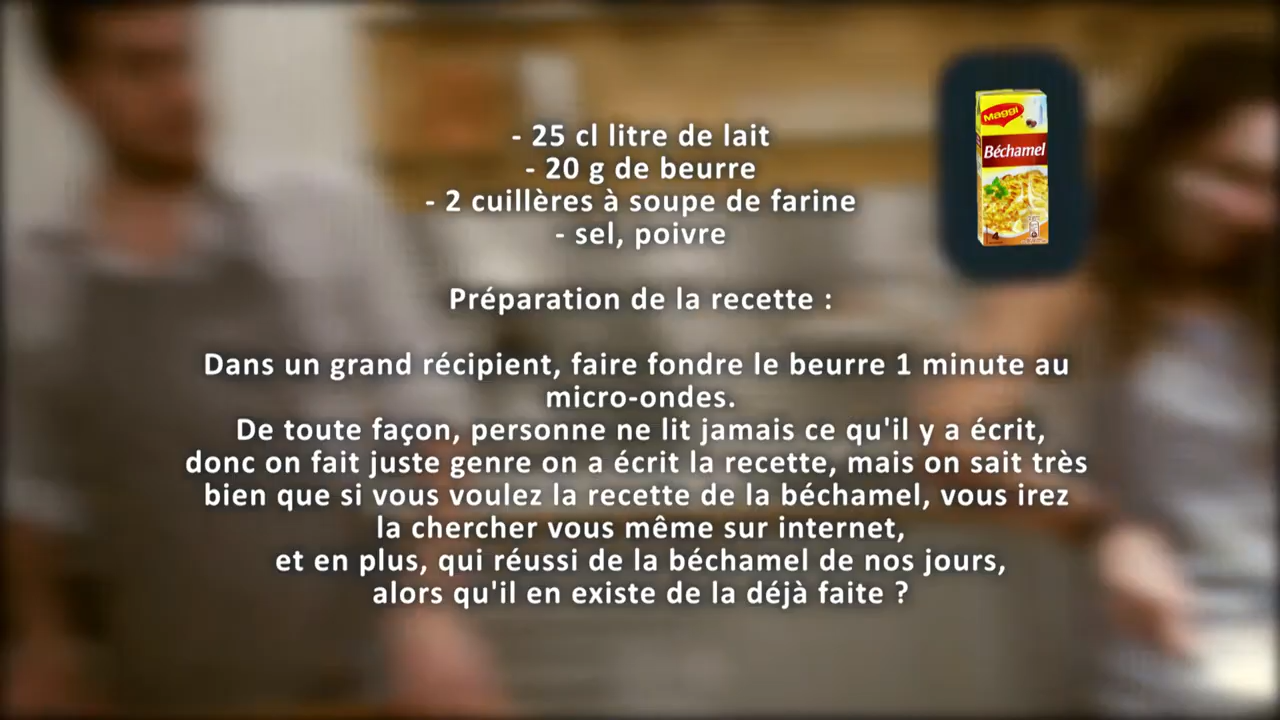 - 25 cl litre de lait
- 20 g de beurre
- 2 cuillères à soupe de farine
- sel, poivre
Maggi
Béchamel
Préparation de la recette :
Dans un grand récipient, faire fondre le beurre 1 minute au
micro-ondes.
De toute façon, personne ne lit jamais ce qu'il y a écrit,
donc on fait juste genre on a écrit la recette, mais on sait très
bien que si vous voulez la recette de la béchamel, vous irez
la chercher vous même sur internet,
et en plus, qui réussi de la béchamel de nos jours,
alors qu'il en existe de la déjà faite ?